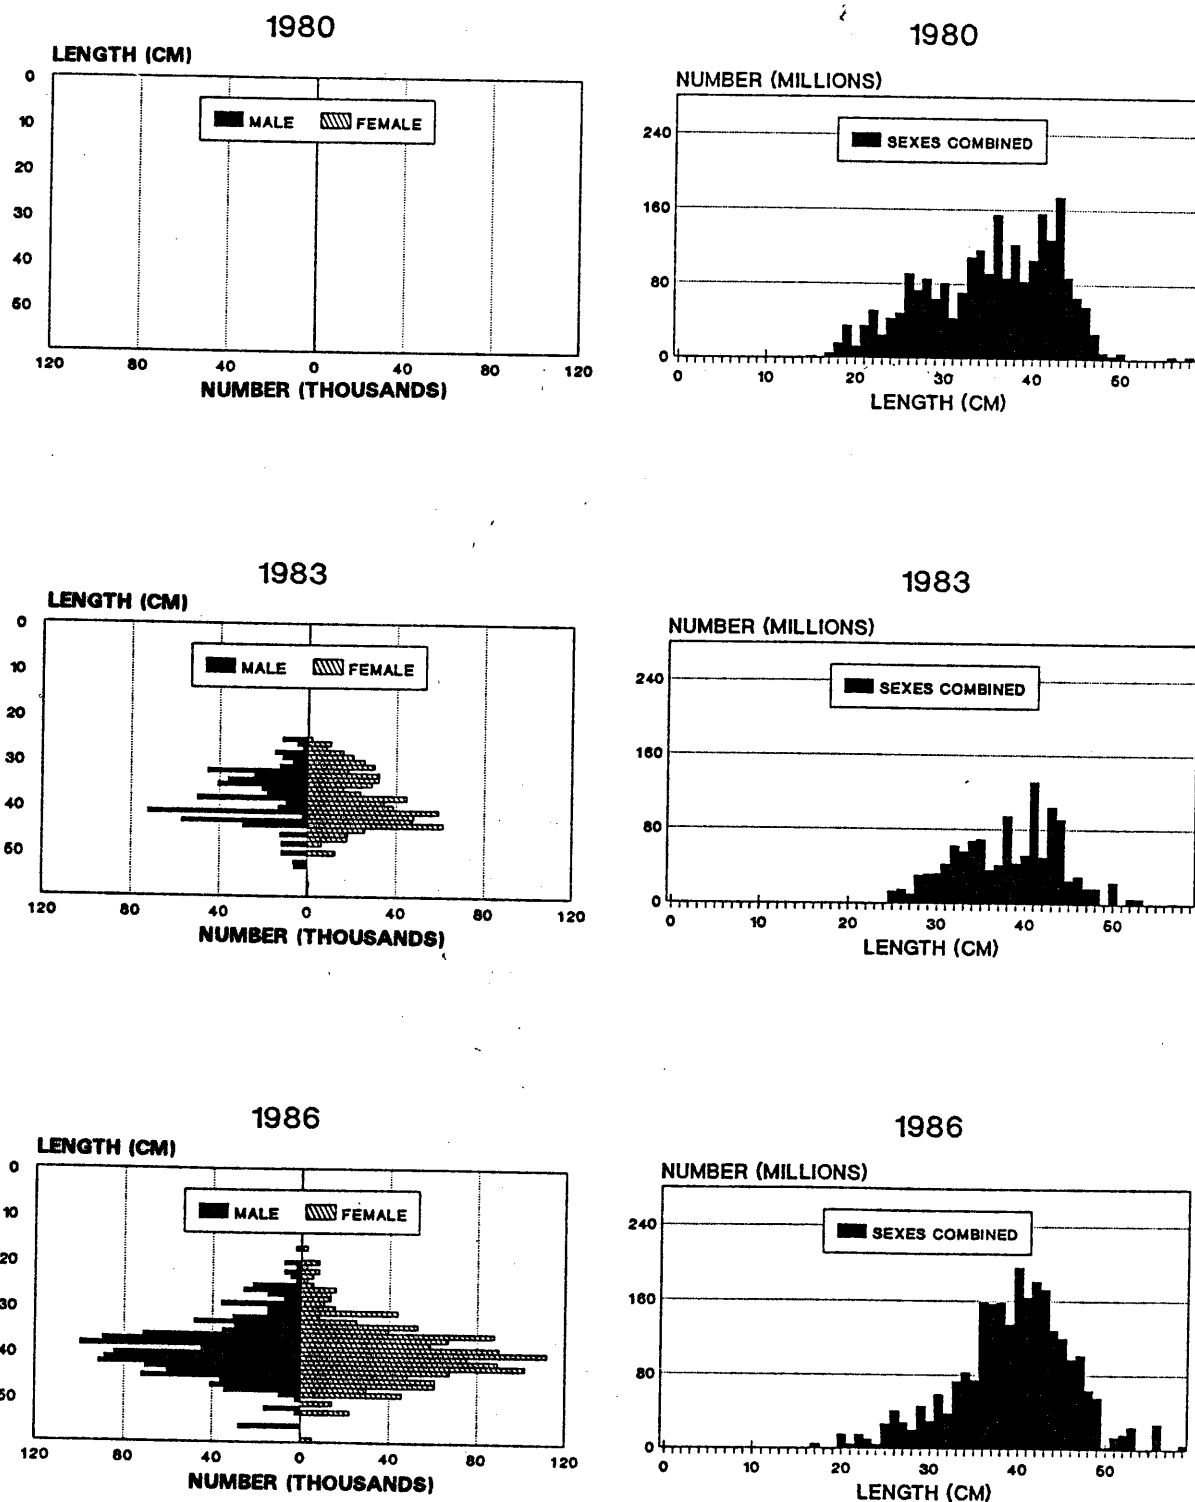 1980
LENGTH (CM)
0
MALE FEMALE
10
20
30
40
50
120 80 40 0 40 80 120
NUMBER (THOUSANDS)
1980
NUMBER (MILLIONS)
240
SEXES COMBINED
160
80
0
0 10 20 30 40 50
LENGTH (CM)
1983
LENGTH (CM)
0
MALE FEMALE
10
20
30
40
50
120 80 40 0 40 80 120
NUMBER (THOUSANDS)
1983
NUMBER (MILLIONS)
240
SEXES COMBINED
160
80
0
0 10 20 30 40 50
LENGTH (CM)
1986
LENGTH (CM)
0
MALE FEMALE
10
20
30
40
50
120 80 40 0 40 80 120
NUMBER (THOUSANDS)
1986
NUMBER (MILLIONS)
240
SEXES COMBINED
160
80
0
0 10 20 30 40 50
LENGTH (CM)